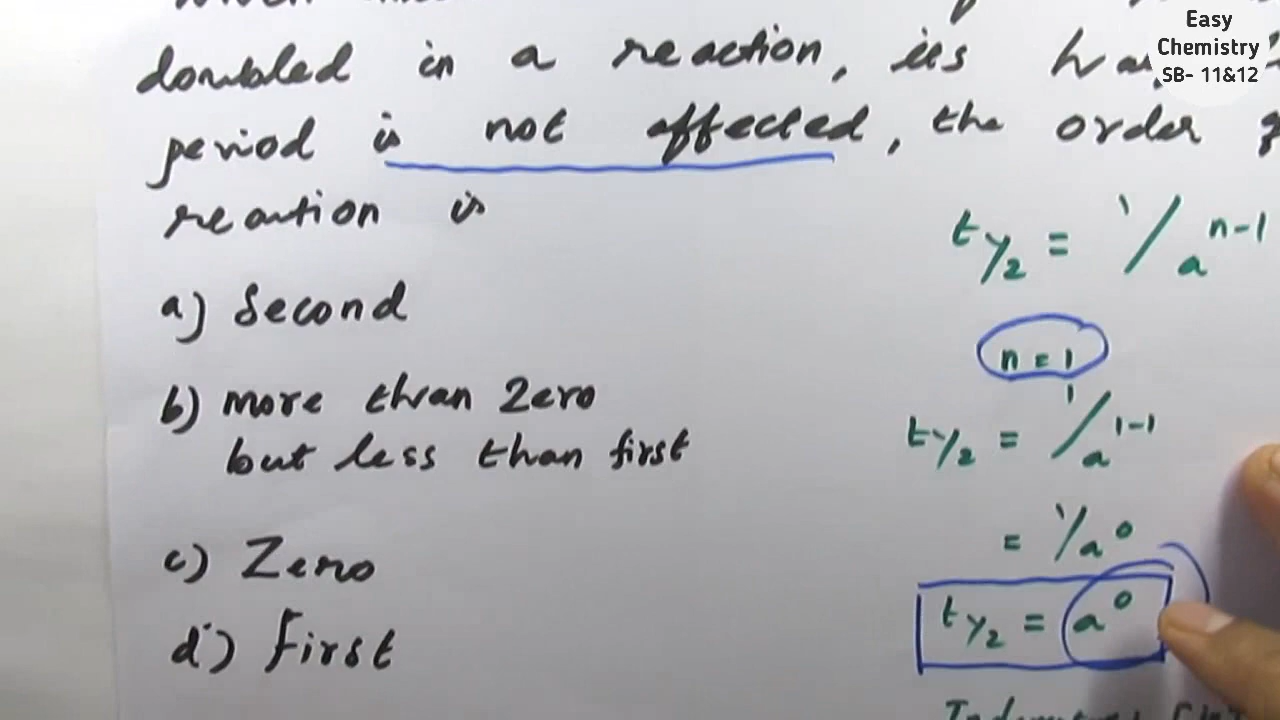 Easy
Chemistry
SB- 11&12
doubled in a reaction, its
period is not affected, the order
reaction is
a) Second
b) more than Zero
but less than first
c) Zero
d) first
t½ = 1/a^n-1
n = 1
t½ = 1/a^1-1
= 1/a^0
t½ = a^0